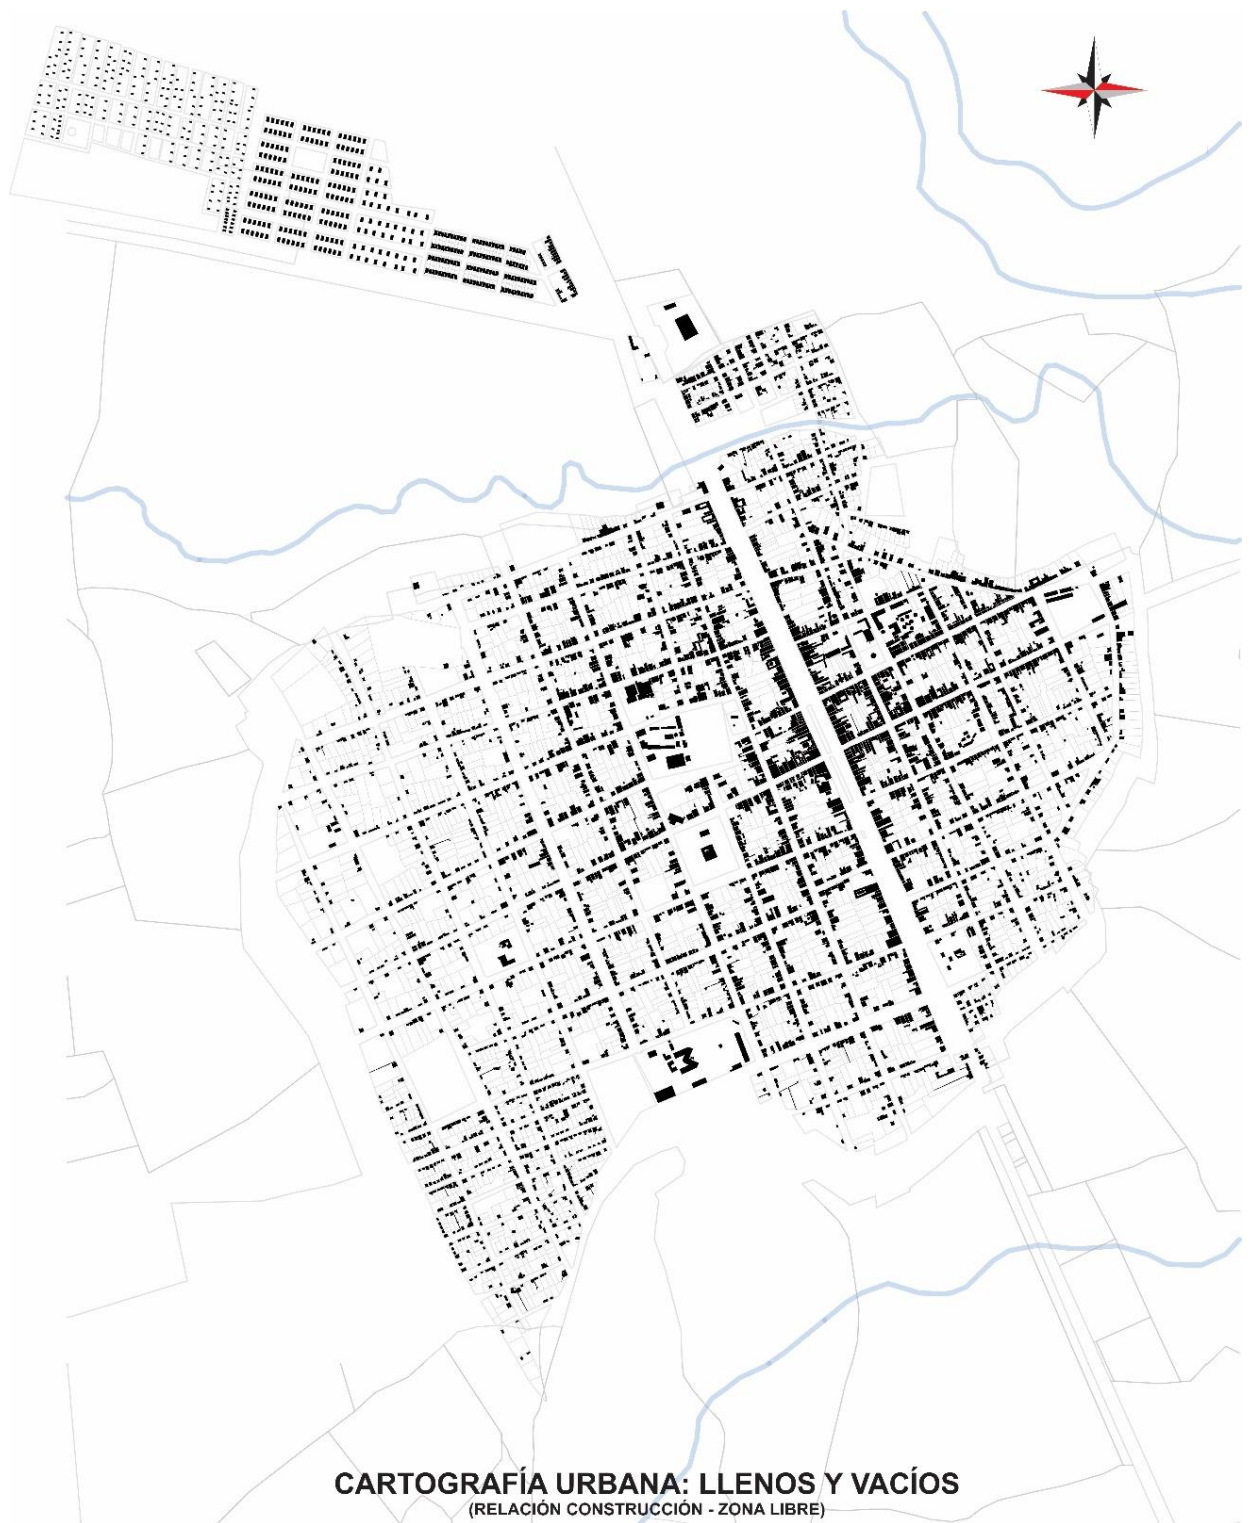 CARTOGRAFÍA URBANA: LLENOS Y VACÍOS
(RELACIÓN CONSTRUCCIÓN - ZONA LIBRE)